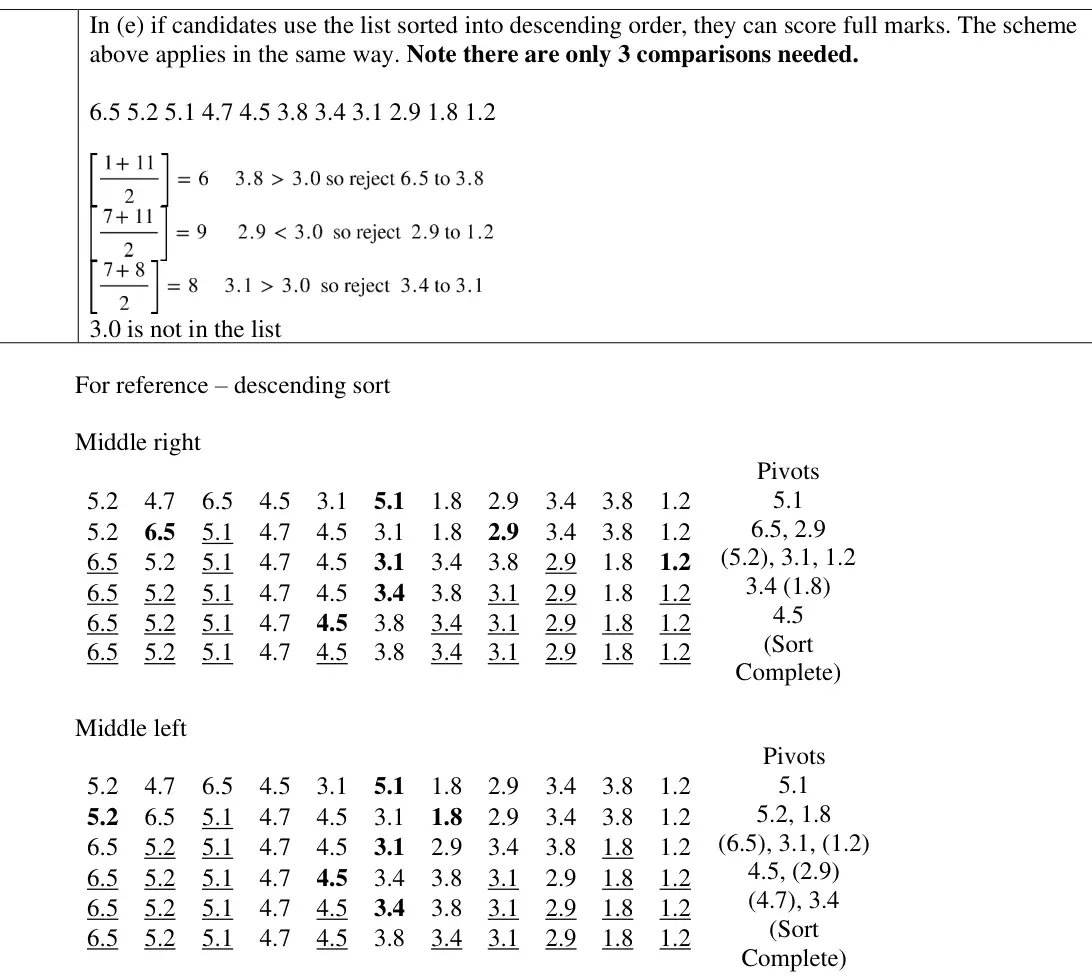 In (e) if candidates use the list sorted into descending order, they can score full marks. The scheme
above applies in the same way. Note there are only 3 comparisons needed.
6.5 5.2 5.1 4.7 4.5 3.8 3.4 3.1 2.9 1.8 1.2
[(1 + 11)/2] = 6 3.8 > 3.0 so reject 6.5 to 3.8
[(7 + 11)/2] = 9 2.9 < 3.0 so reject 2.9 to 1.2
[(7 + 8)/2] = 8 3.1 > 3.0 so reject 3.4 to 3.1
3.0 is not in the list
For reference – descending sort
Middle right
Pivots
5.2 4.7 6.5 4.5 3.1 5.1 1.8 2.9 3.4 3.8 1.2 5.1
5.2 6.5 5.1 4.7 4.5 3.1 1.8 2.9 3.4 3.8 1.2 6.5, 2.9
6.5 5.2 5.1 4.7 4.5 3.1 3.4 3.8 2.9 1.8 1.2 (5.2), 3.1, 1.2
6.5 5.2 5.1 4.7 4.5 3.4 3.8 3.1 2.9 1.8 1.2 3.4 (1.8)
6.5 5.2 5.1 4.7 4.5 3.8 3.4 3.1 2.9 1.8 1.2 4.5
6.5 5.2 5.1 4.7 4.5 3.8 3.4 3.1 2.9 1.8 1.2 (Sort
Complete)
Middle left
Pivots
5.2 4.7 6.5 4.5 3.1 5.1 1.8 2.9 3.4 3.8 1.2 5.1
5.2 6.5 5.1 4.7 4.5 3.1 1.8 2.9 3.4 3.8 1.2 5.2, 1.8
6.5 5.2 5.1 4.7 4.5 3.1 2.9 3.4 3.8 1.8 1.2 (6.5), 3.1, (1.2)
6.5 5.2 5.1 4.7 4.5 3.4 3.8 3.1 2.9 1.8 1.2 4.5, (2.9)
6.5 5.2 5.1 4.7 4.5 3.4 3.8 3.1 2.9 1.8 1.2 (4.7), 3.4
6.5 5.2 5.1 4.7 4.5 3.8 3.4 3.1 2.9 1.8 1.2 (Sort
Complete)